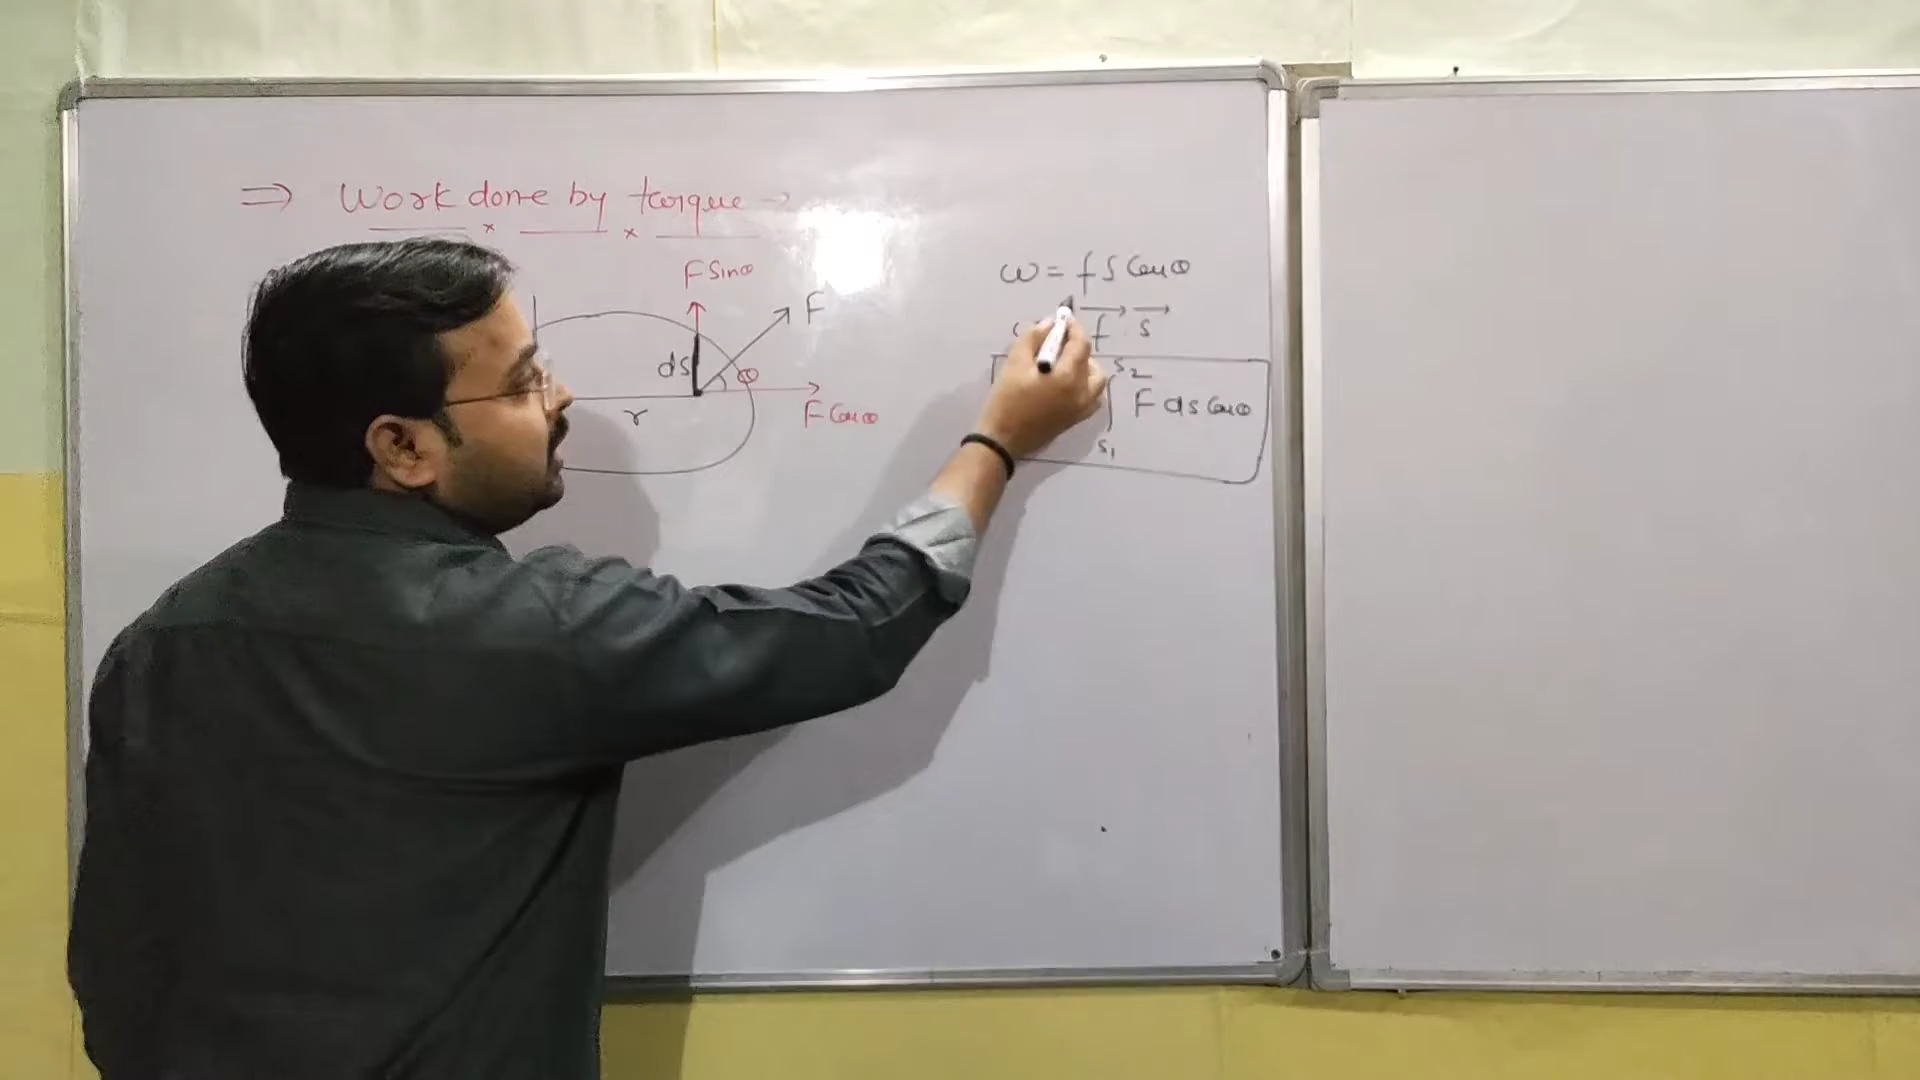 ⇒ Work done by torque →
F Sinθ
F
ds
θ
r
F Cosθ
ω = f s Cosθ
f . s
s2
∫ F ds Cosθ
s1